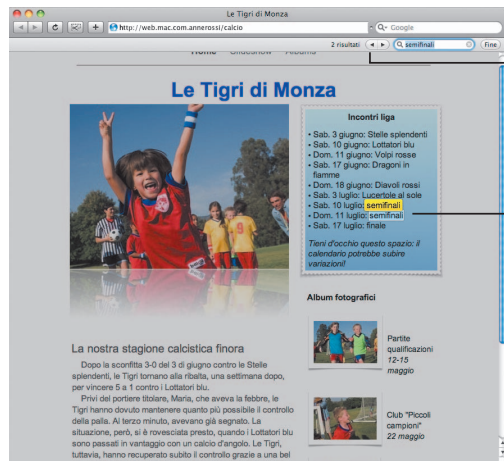 Le Tigri di Monza
http://web.mac.com.annerossi/calcio
Google
2 risultati
semifinali
Fine
Home Slideshow Albums
Le Tigri di Monza
Incontri liga
• Sab. 3 giugno: Stelle splendenti
• Sab. 10 giugno: Lottatori blu
• Dom. 11 giugno: Volpi rosse
• Sab. 17 giugno: Dragoni in
fiamme
• Dom. 18 giugno: Diavoli rossi
• Sab. 3 luglio: Lucertole al sole
• Sab. 10 luglio: semifinali
• Dom. 11 luglio: semifinali
• Sab. 17 luglio: finale
Tieni d'occhio questo spazio: il
calendario potrebbe subire
variazioni!
Album fotografici
Partite
qualificazioni
12-15
maggio
Club "Piccoli
campioni"
22 maggio
La nostra stagione calcistica finora
Dopo la sconfitta 3-0 del 3 di giugno contro le Stelle
splendenti, le Tigri tornano alla ribalta, una settimana dopo,
per vincere 5 a 1 contro i Lottatori blu.
Privi del portiere titolare, Maria, che aveva la febbre, le
Tigri hanno dovuto mantenere quanto più possibile il controllo
della palla. Al terzo minuto, avevano già segnato. La
situazione, però, si è rovesciata presto, quando i Lottatori blu
sono passati in vantaggio con un calcio d'angolo. Le Tigri,
tuttavia, hanno recuperato subito il controllo grazie a una bel